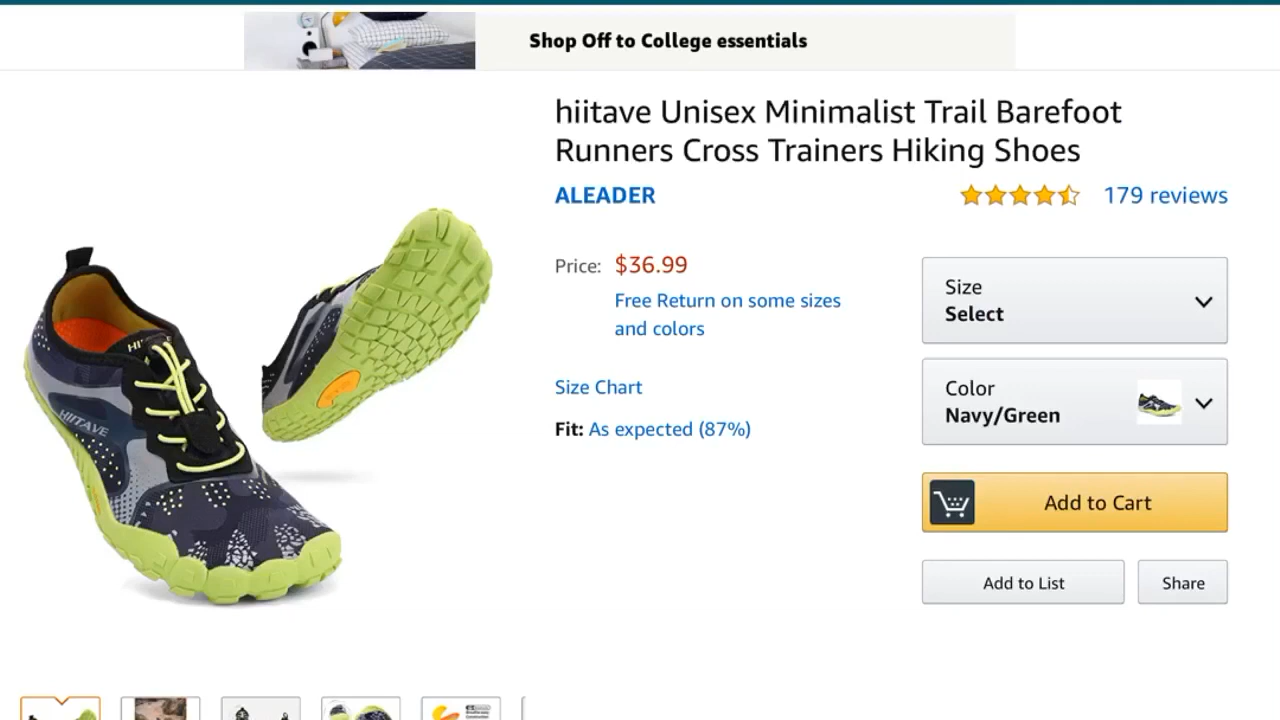 Shop Off to College essentials
hiitave Unisex Minimalist Trail Barefoot
Runners Cross Trainers Hiking Shoes
ALEADER
179 reviews
Price: $36.99
Free Return on some sizes
and colors
Size
Select
Size Chart
Color
Navy/Green
Fit: As expected (87%)
Add to Cart
Add to List
Share
HIITAVE